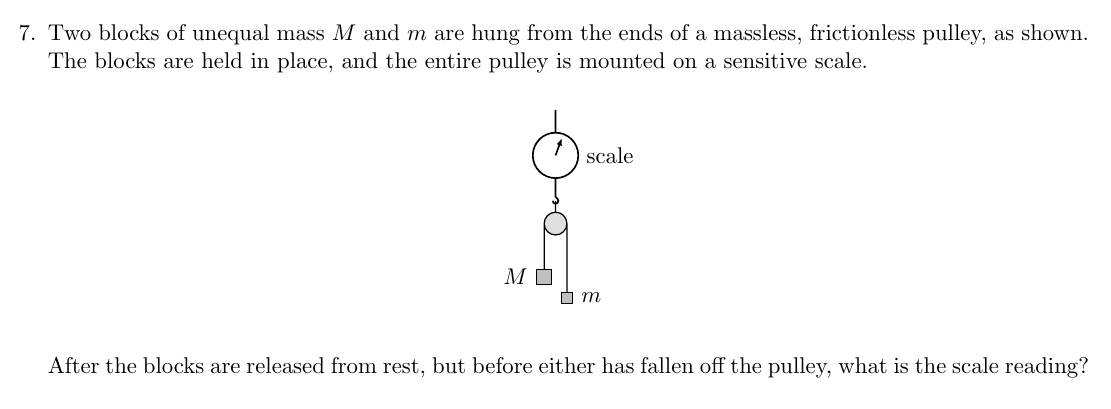 7. Two blocks of unequal mass M and m are hung from the ends of a massless, frictionless pulley, as shown.
The blocks are held in place, and the entire pulley is mounted on a sensitive scale.
scale
M
m
After the blocks are released from rest, but before either has fallen off the pulley, what is the scale reading?